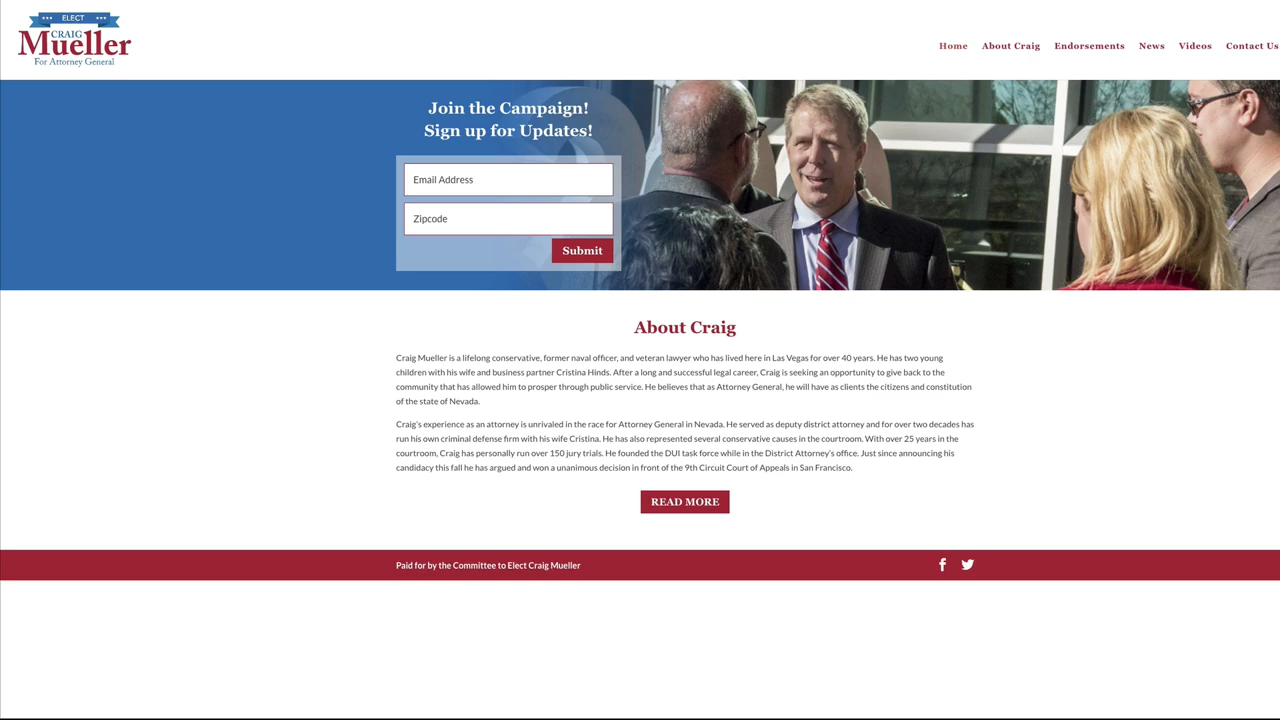 ELECT
CRAIG
Mueller
For Attorney General
Home About Craig Endorsements News Videos Contact Us
Join the Campaign!
Sign up for Updates!
Email Address
Zipcode
Submit
About Craig
Craig Mueller is a lifelong conservative, former naval officer, and veteran lawyer who has lived here in Las Vegas for over 40 years. He has two young
children with his wife and business partner Cristina Hinds. After a long and successful legal career, Craig is seeking an opportunity to give back to the
community that has allowed him to prosper through public service. He believes that as Attorney General, he will have as clients the citizens and constitution
of the state of Nevada.
Craig's experience as an attorney is unrivaled in the race for Attorney General in Nevada. He served as deputy district attorney and for over two decades has
run his own criminal defense firm with his wife Cristina. He has also represented several conservative causes in the courtroom. With over 25 years in the
courtroom, Craig has personally run over 150 jury trials. He founded the DUI task force while in the District Attorney's office. Just since announcing his
candidacy this fall he has argued and won a unanimous decision in front of the 9th Circuit Court of Appeals in San Francisco.
READ MORE
Paid for by the Committee to Elect Craig Mueller